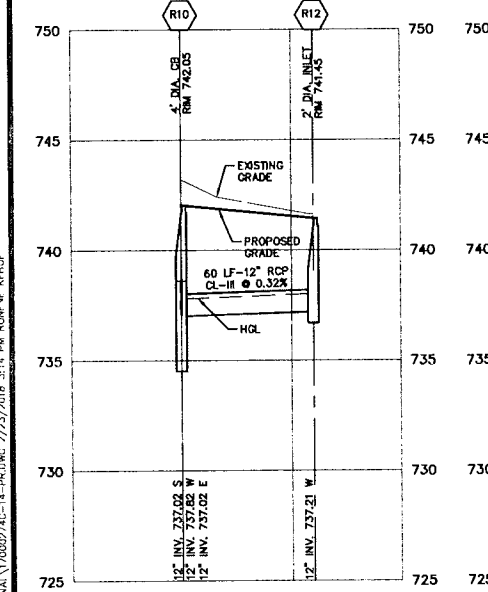 R10
R12
750
750
750
4' DIA. CB
RIM 742.05
2' DIA. INLET
RIM 741.45
745
745
745
EXISTING
GRADE
740
740
740
PROPOSED
GRADE
60 LF-12" RCP
CL-III @ 0.32%
HGL
735
735
735
730
730
730
12" INV. 737.02 S
12" INV. 737.82 W
12" INV. 737.02 E
12" INV. 737.21 W
725
725
725